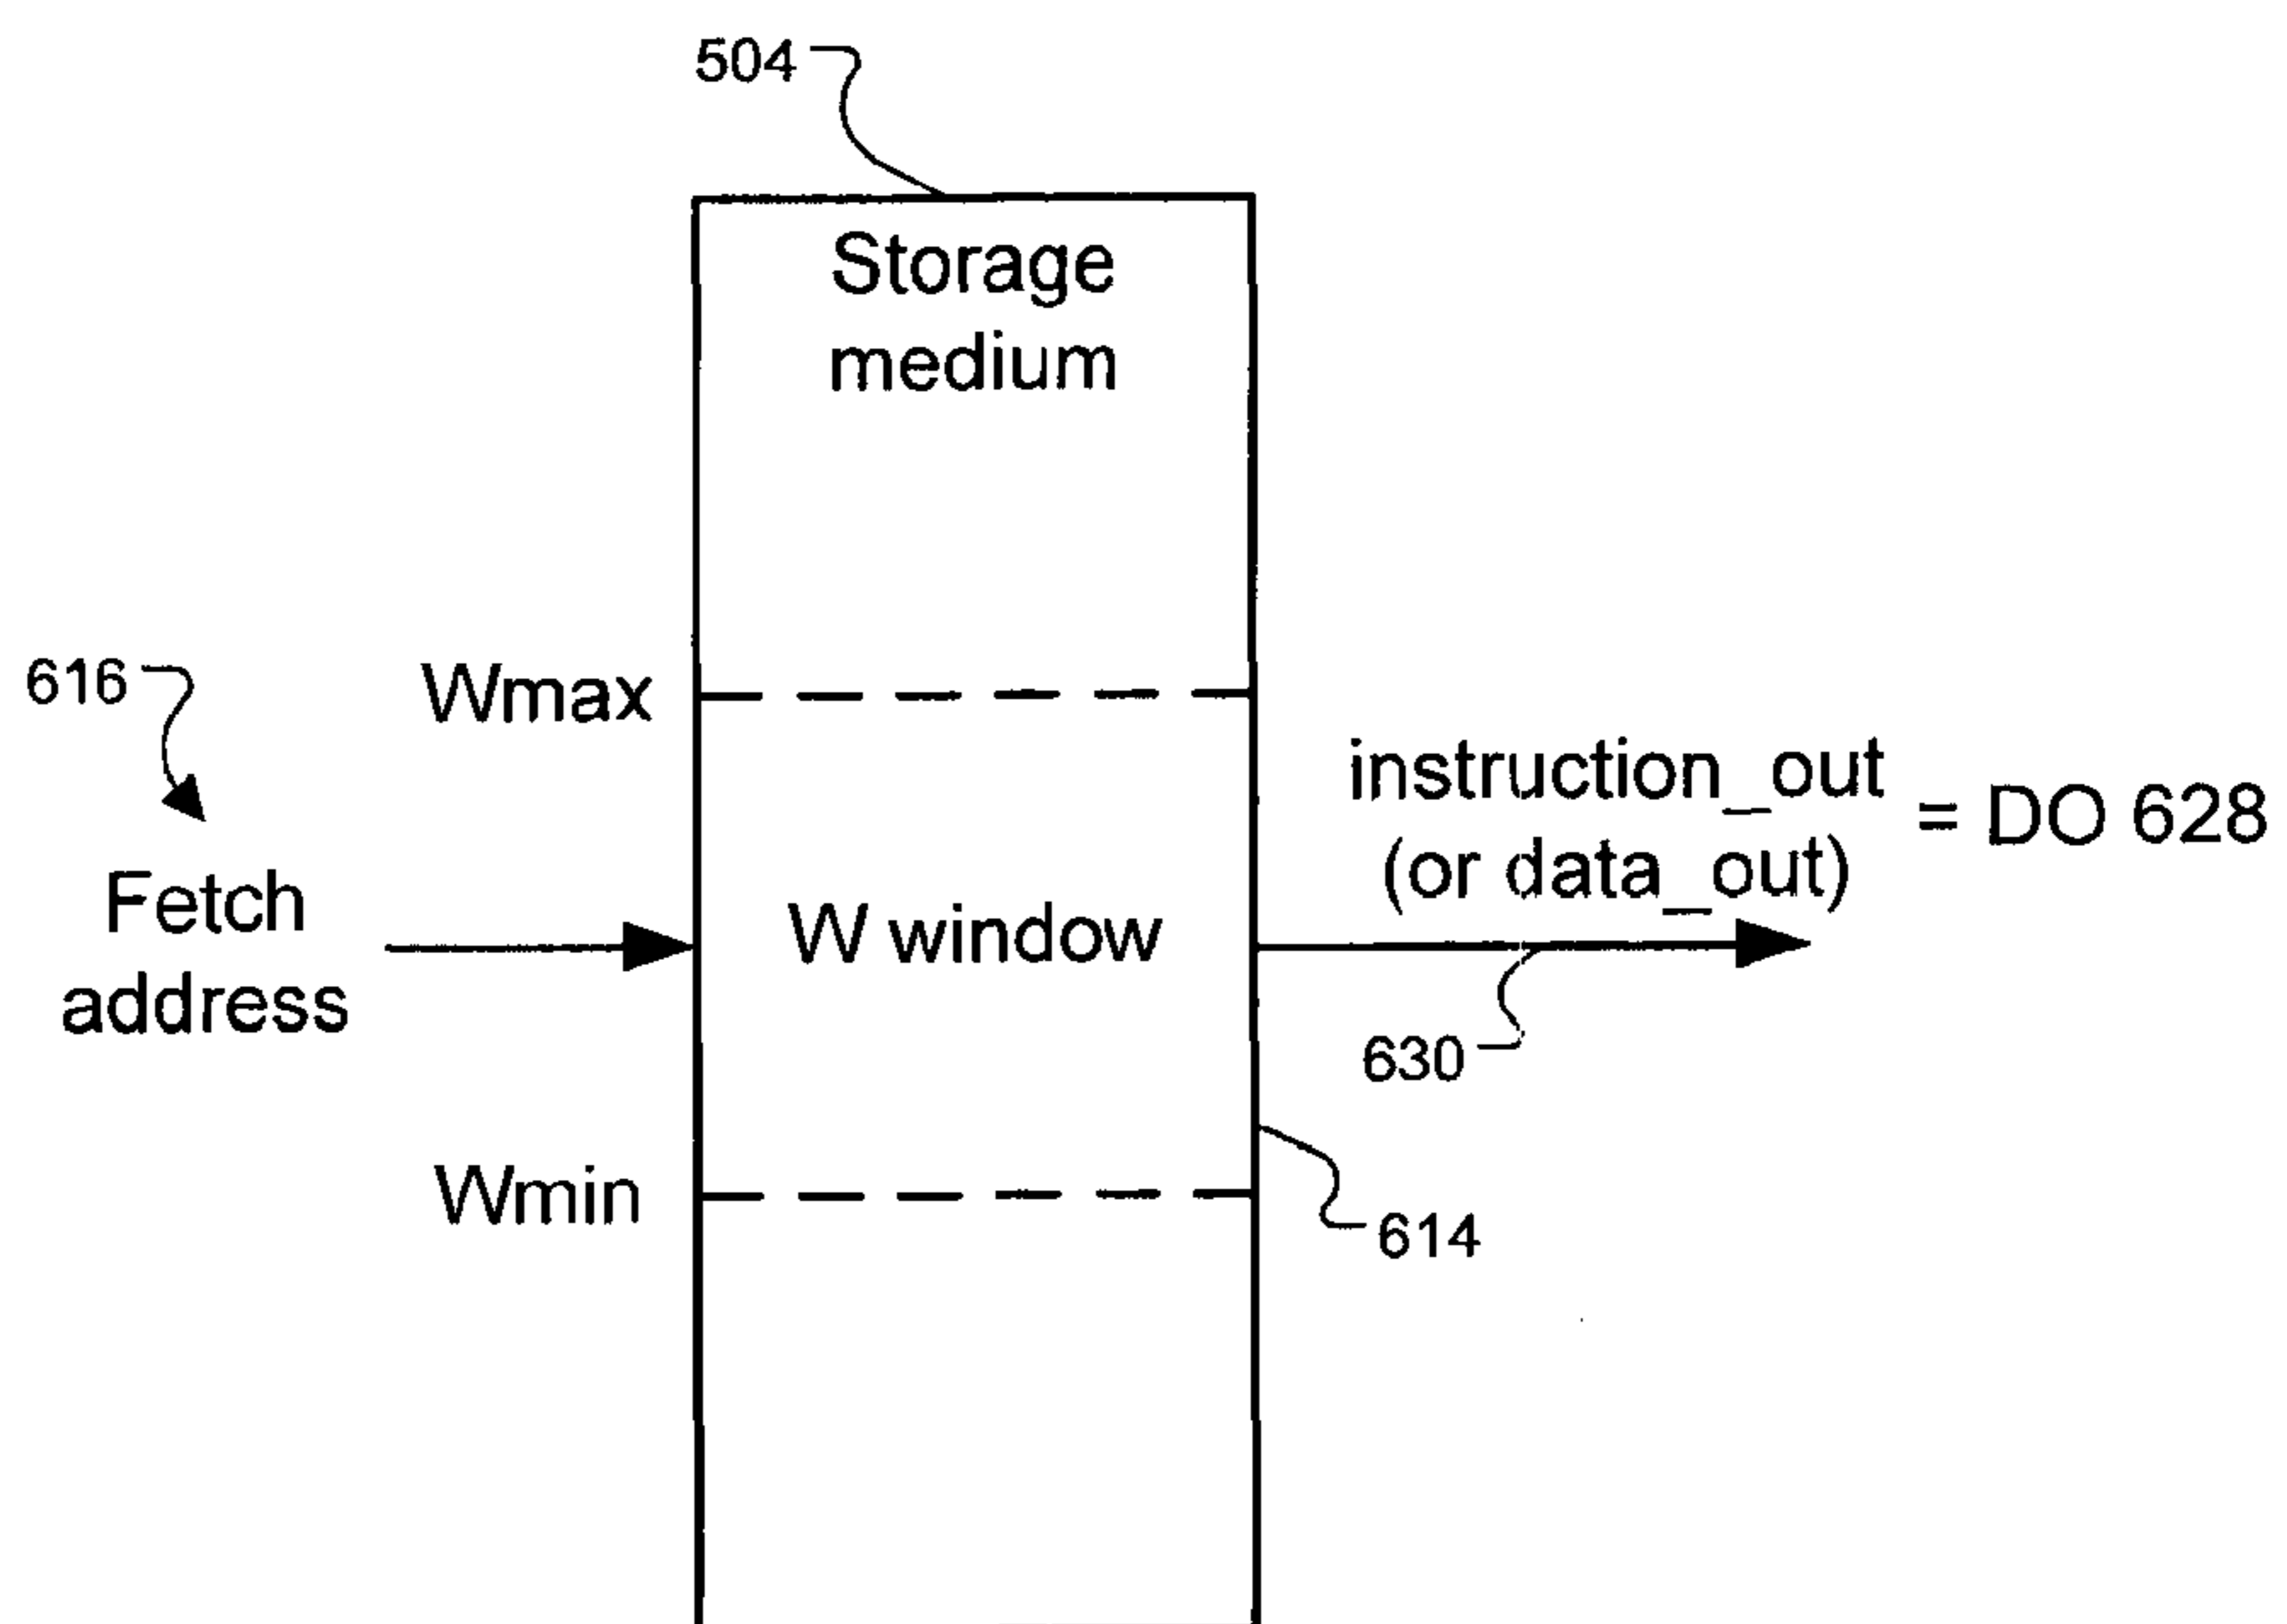 504
Storage
medium
616
Wmax
instruction_out
(or data_out)
= DO 628
Fetch
address
W window
630
Wmin
614